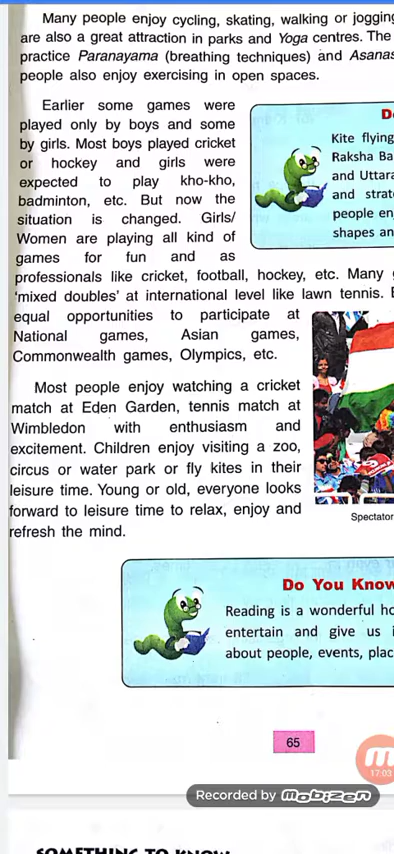 Many people enjoy cycling, skating, walking or jogging
are also a great attraction in parks and Yoga centres. The
practice Paranayama (breathing techniques) and Asanas
people also enjoy exercising in open spaces.
Earlier some games were
played only by boys and some
by girls. Most boys played cricket
or hockey and girls were
expected to play kho-kho,
badminton, etc. But now the
situation is changed. Girls/
Women are playing all kind of
games for fun and as
professionals like cricket, football, hockey, etc. Many
'mixed doubles' at international level like lawn tennis.
equal opportunities to participate at
National games, Asian games,
Commonwealth games, Olympics, etc.
Kite flying
Raksha Ba
and Uttara
and strat
people en
shapes an
Most people enjoy watching a cricket
match at Eden Garden, tennis match at
Wimbledon with enthusiasm and
excitement. Children enjoy visiting a zoo,
circus or water park or fly kites in their
leisure time. Young or old, everyone looks
forward to leisure time to relax, enjoy and
refresh the mind.
Spectator
Do You Know
Reading is a wonderful ho
entertain and give us i
about people, events, plac
65
17:03
Recorded by Mobizen
SOMETHING TO KNOW